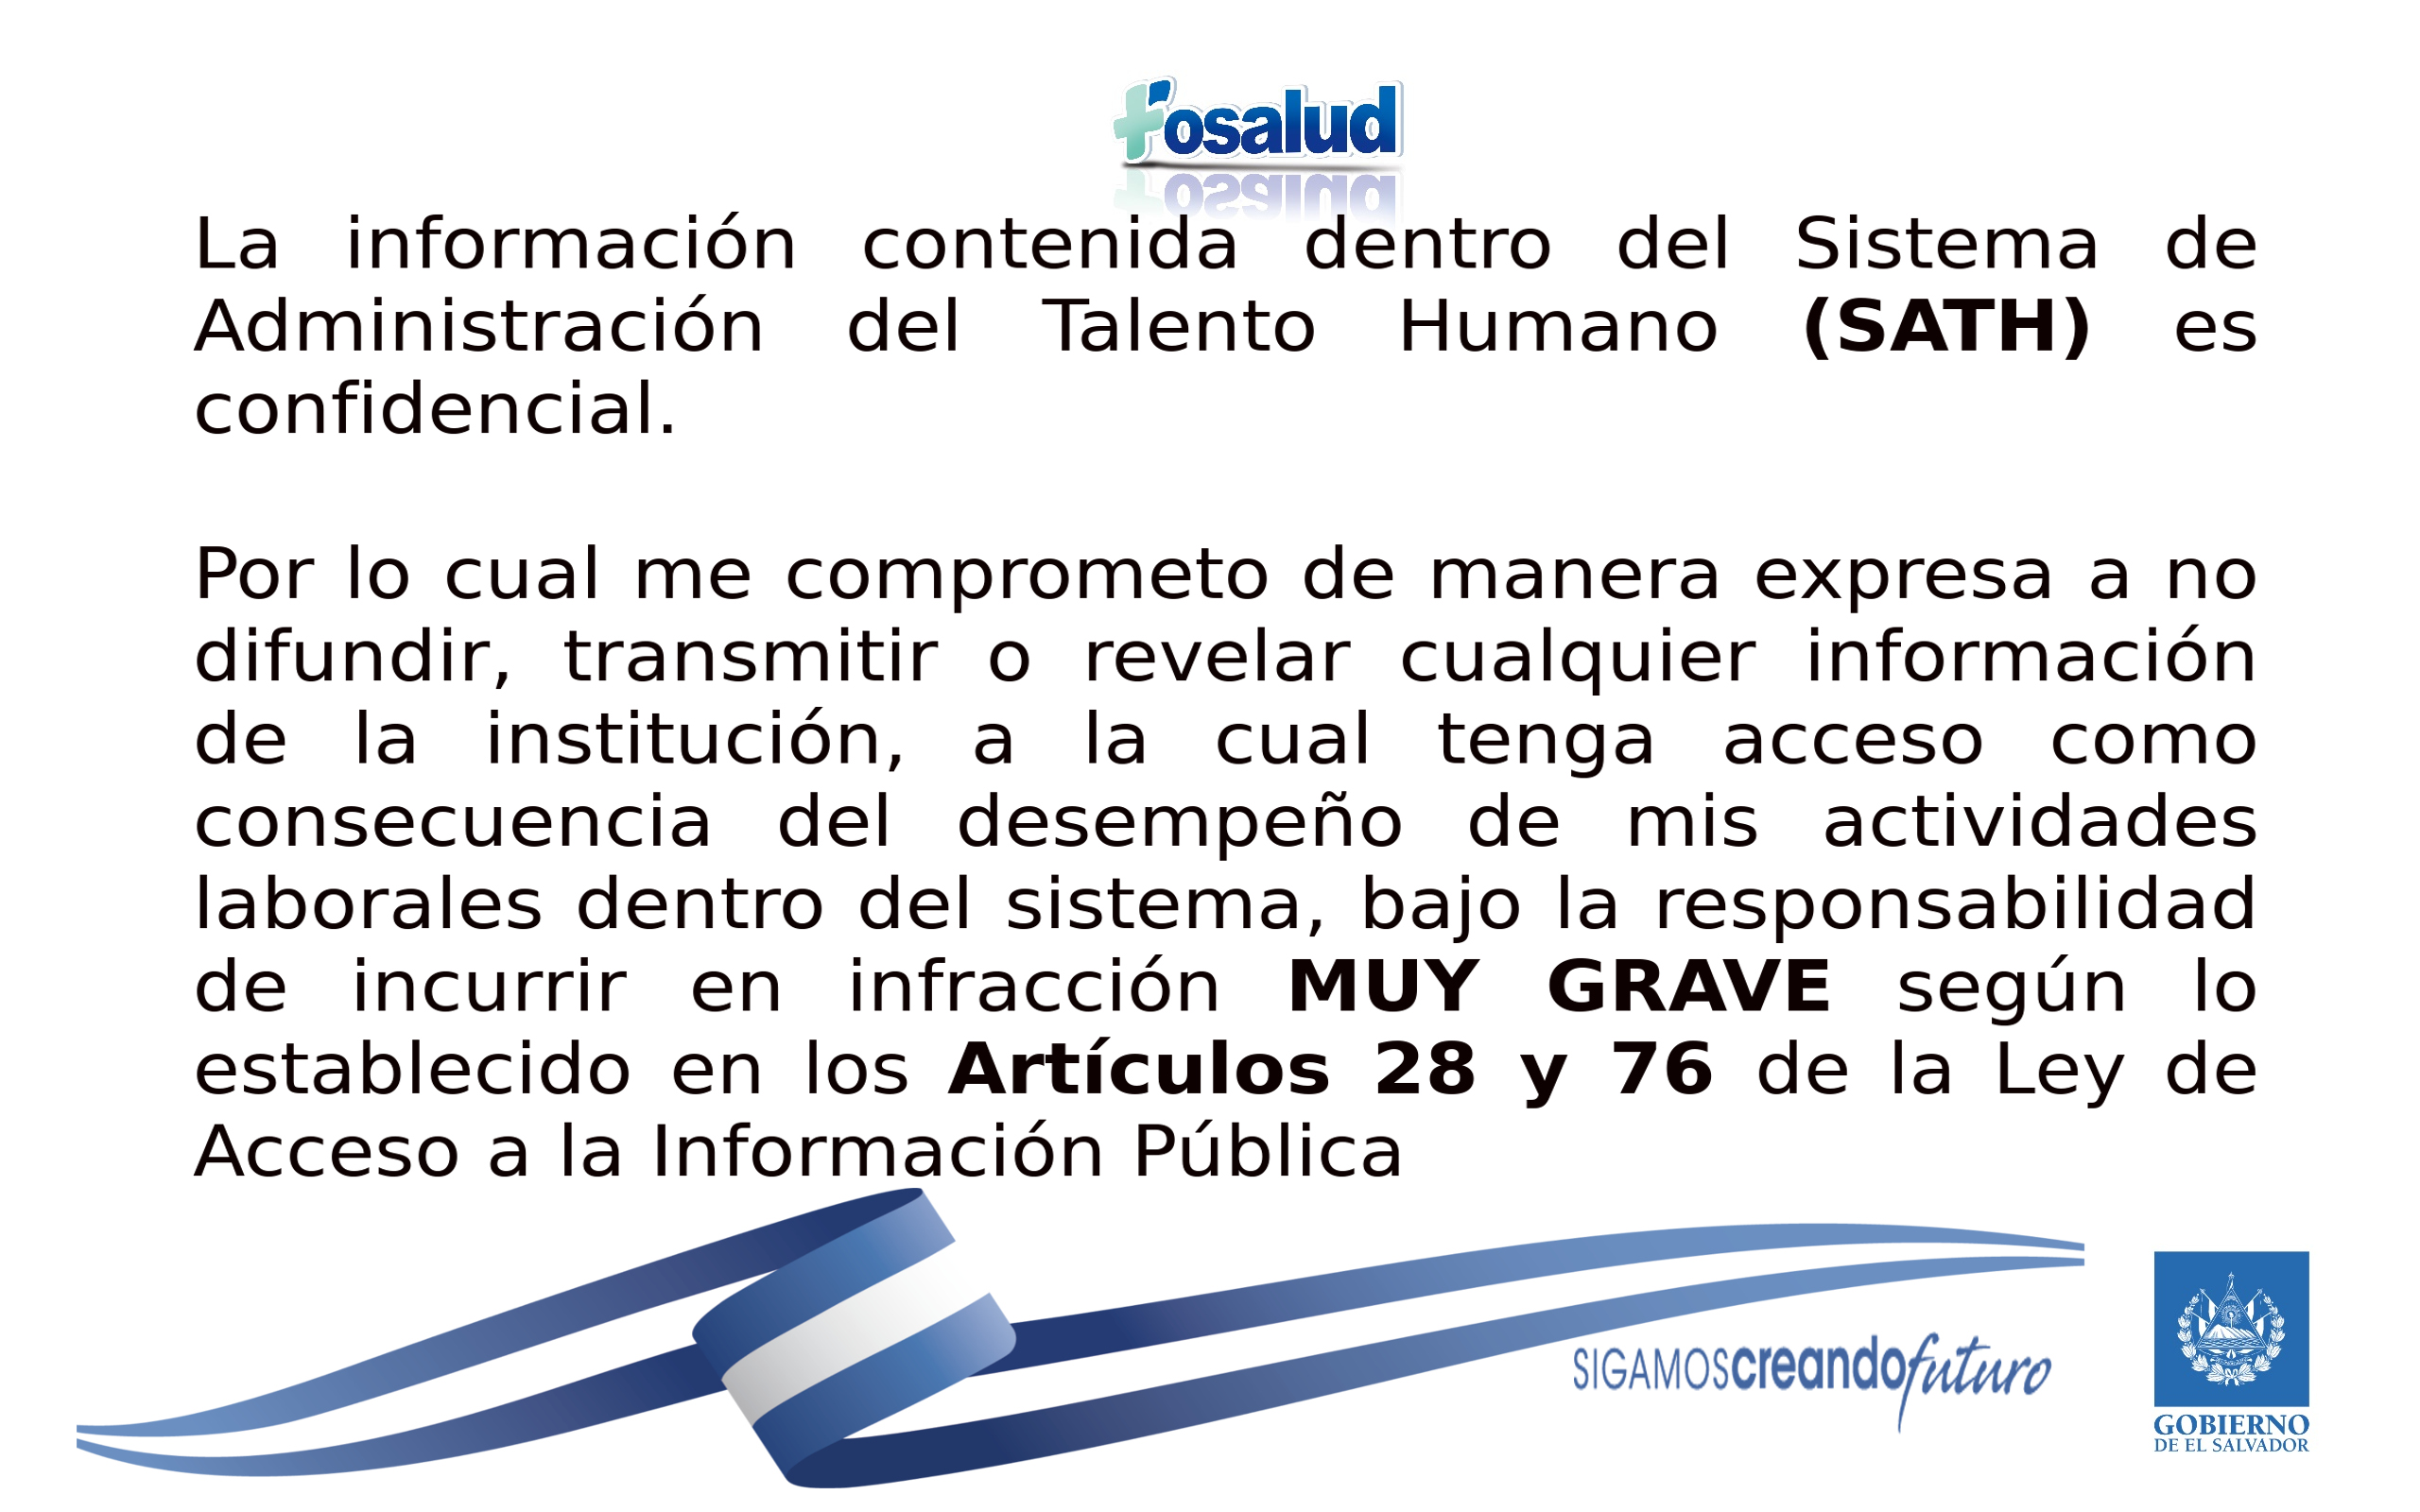 fosalud
La información contenida dentro del Sistema de
Administración del Talento Humano (SATH) es
confidencial.
Por lo cual me comprometo de manera expresa a no
difundir, transmitir o revelar cualquier información
de la institución, a la cual tenga acceso como
consecuencia del desempeño de mis actividades
laborales dentro del sistema, bajo la responsabilidad
de incurrir en infracción MUY GRAVE según lo
establecido en los Artículos 28 y 76 de la Ley de
Acceso a la Información Pública
SIGAMOScreandofuturo
GOBIERNO
DE EL SALVADOR